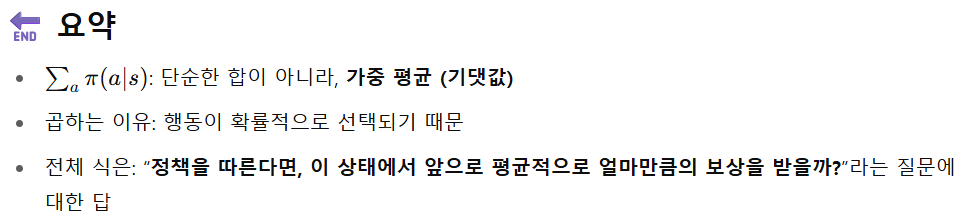 🔚 요약
• ∑ₐ π(a|s): 단순한 합이 아니라, 가중 평균 (기댓값)
• 곱하는 이유: 행동이 확률적으로 선택되기 때문
• 전체 식은: “정책을 따른다면, 이 상태에서 앞으로 평균적으로 얼마만큼의 보상을 받을까?”라는 질문에
대한 답